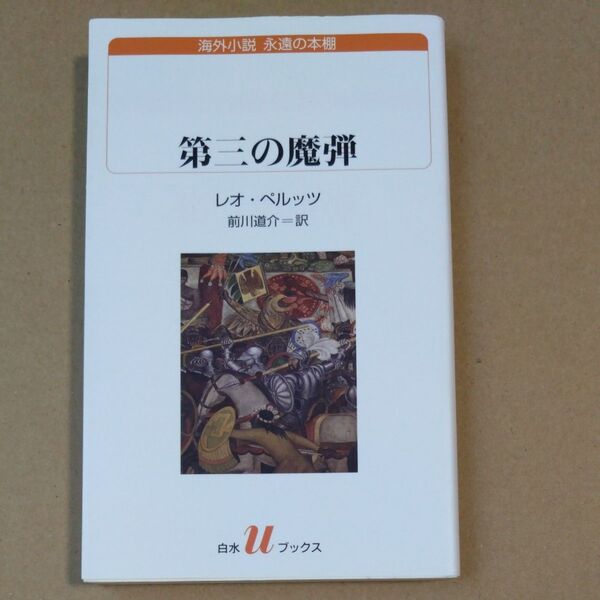 海外小説 永遠の本棚
第三の魔弾
レオ・ペルッツ
前川道介＝訳
白水 u ブックス